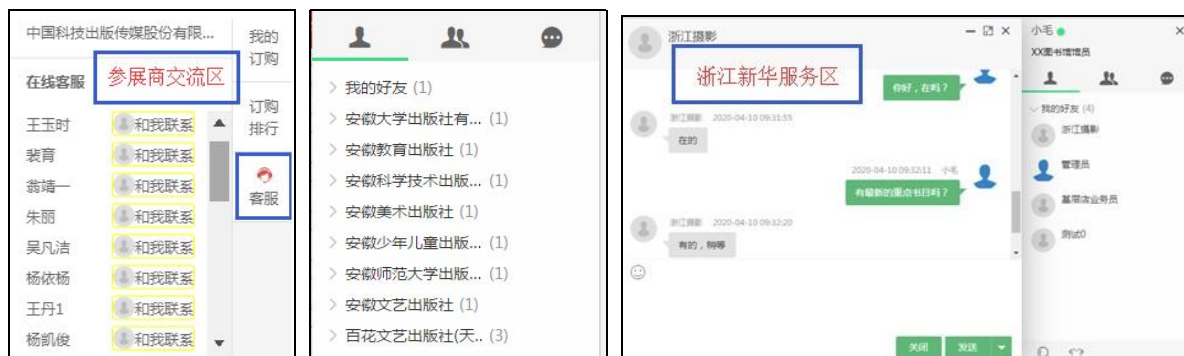 中国科技出版传媒股份有限...
在线客服
参展商交流区
王玉时 和我联系
裴育 和我联系
翁靖一 和我联系
朱丽 和我联系
吴凡洁 和我联系
杨依杨 和我联系
王丹1 和我联系
杨凯俊 和我联系
我的
订购
订购
排行
客服
我的好友 (1)
安徽大学出版社有... (1)
安徽教育出版社 (1)
安徽科学技术出版... (1)
安徽美术出版社 (1)
安徽少年儿童出版... (1)
安徽师范大学出版... (1)
安徽文艺出版社 (1)
百花文艺出版社(天.. (3)
浙江摄影
浙江新华服务区
你好，在吗？
浙江摄影 2020-04-10 09:31:55
在的
2020-04-10 09:32:11 小毛
有最新的重点书目吗？
浙江摄影 2020-04-10 09:32:20
有的，稍等
关闭 发送
小毛
XX图书馆馆员
我的好友 (4)
浙江摄影
管理员
基层店业务员
测试0